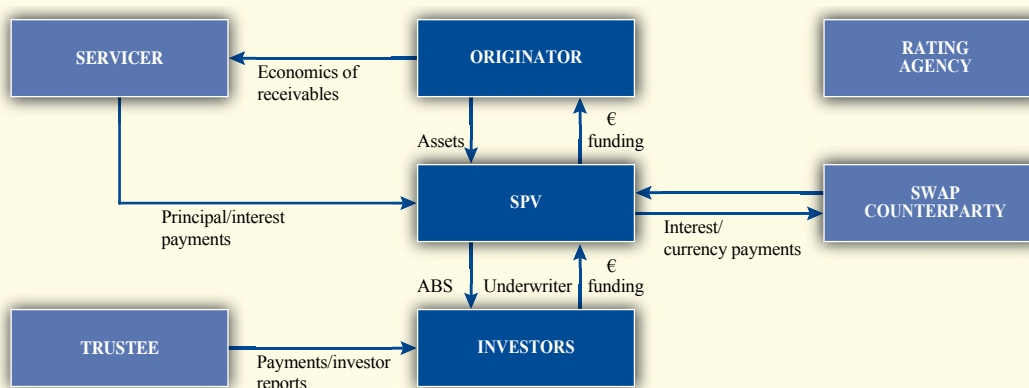 SERVICER
ORIGINATOR
RATING
AGENCY
Economics of
receivables
Assets
€
funding
SPV
SWAP
COUNTERPARTY
Principal/interest
payments
Interest/
currency payments
ABS
Underwriter
€
funding
TRUSTEE
INVESTORS
Payments/investor
reports